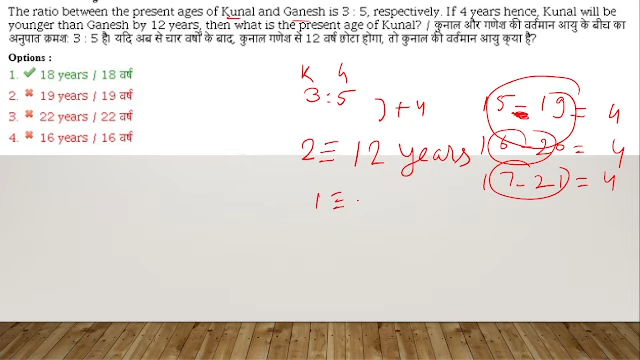 The ratio between the present ages of Kunal and Ganesh is 3 : 5, respectively. If 4 years hence, Kunal will be
younger than Ganesh by 12 years, then what is the present age of Kunal? / कुनाल और गणेश की वर्तमान आयु के बीच का
अनुपात क्रमश: 3 : 5 है। यदि अब से चार वर्षों के बाद, कुनाल गणेश से 12 वर्ष छोटा होगा, तो कुनाल की वर्तमान आयु क्या है?
Options :
1. 18 years / 18 वर्ष
2. 19 years / 19 वर्ष
3. 22 years / 22 वर्ष
4. 16 years / 16 वर्ष
K G
3 : 5
) + 4
2 ≡ 12 years
1 ≡ .
15 - 19 = 4
16 - 20 = 4
17 - 21 = 4